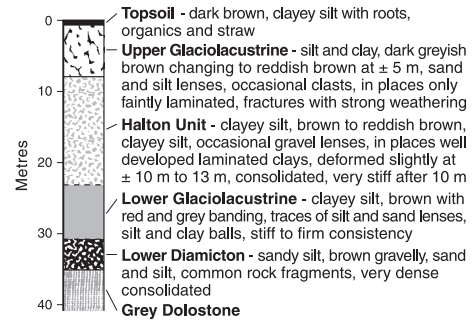 0
10
20
30
40
Metres
Topsoil - dark brown, clayey silt with roots,
organics and straw
Upper Glaciolacustrine - silt and clay, dark greyish
brown changing to reddish brown at ± 5 m, sand
and silt lenses, occasional clasts, in places only
faintly laminated, fractures with strong weathering
Halton Unit - clayey silt, brown to reddish brown,
clayey silt, occasional gravel lenses, in places well
developed laminated clays, deformed slightly at
± 10 m to 13 m, consolidated, very stiff after 10 m
Lower Glaciolacustrine - clayey silt, brown with
red and grey banding, traces of silt and sand lenses,
silt and clay balls, stiff to firm consistency
Lower Diamicton - sandy silt, brown gravelly, sand
and silt, common rock fragments, very dense
consolidated
Grey Dolostone